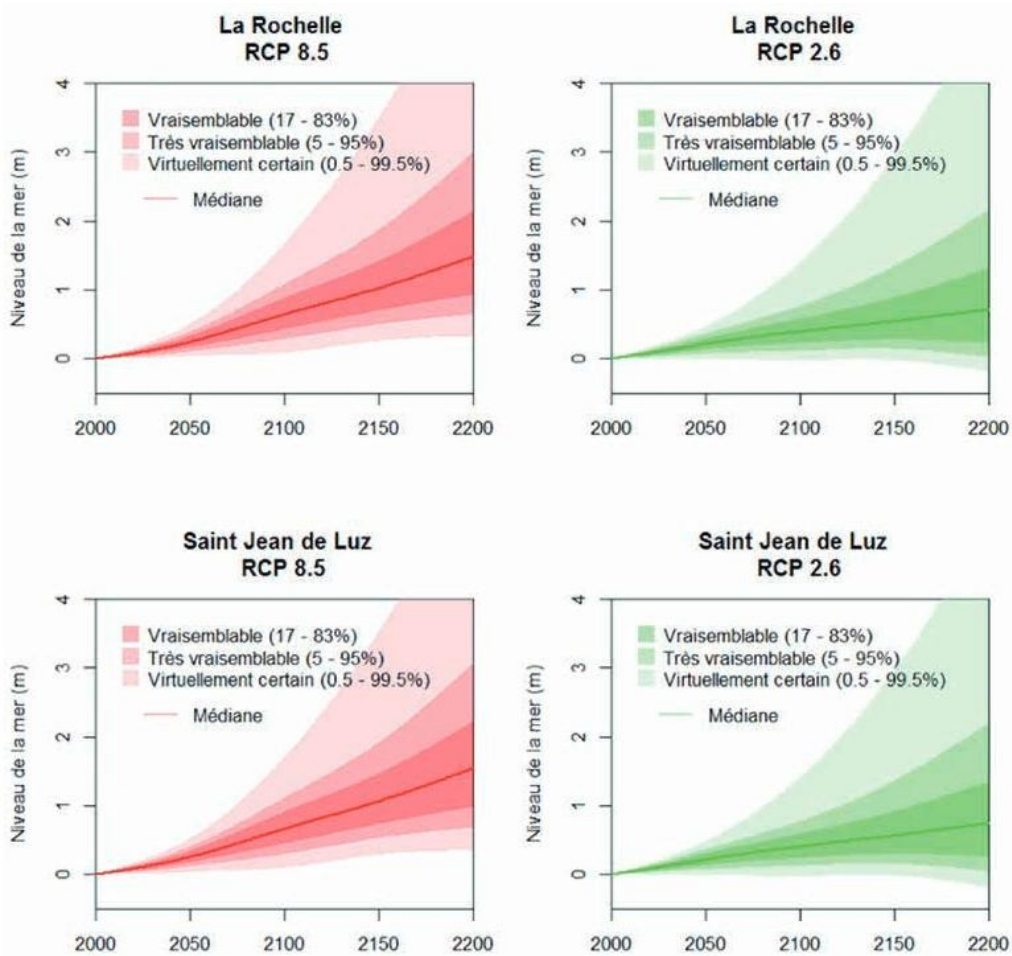 La Rochelle
RCP 8.5
Niveau de la mer (m)
4
3
2
1
0
Vraisemblable (17 - 83%)
Très vraisemblable (5 - 95%)
Virtuellement certain (0.5 - 99.5%)
Médiane
2000 2050 2100 2150 2200
La Rochelle
RCP 2.6
Niveau de la mer (m)
4
3
2
1
0
Vraisemblable (17 - 83%)
Très vraisemblable (5 - 95%)
Virtuellement certain (0.5 - 99.5%)
Médiane
2000 2050 2100 2150 2200
Saint Jean de Luz
RCP 8.5
Niveau de la mer (m)
4
3
2
1
0
Vraisemblable (17 - 83%)
Très vraisemblable (5 - 95%)
Virtuellement certain (0.5 - 99.5%)
Médiane
2000 2050 2100 2150 2200
Saint Jean de Luz
RCP 2.6
Niveau de la mer (m)
4
3
2
1
0
Vraisemblable (17 - 83%)
Très vraisemblable (5 - 95%)
Virtuellement certain (0.5 - 99.5%)
Médiane
2000 2050 2100 2150 2200